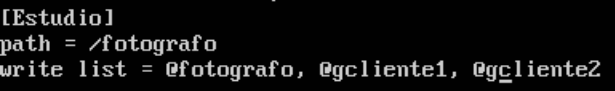 [Estudio]
path = /fotografo
write list = @fotografo, @gcliente1, @gcliente2